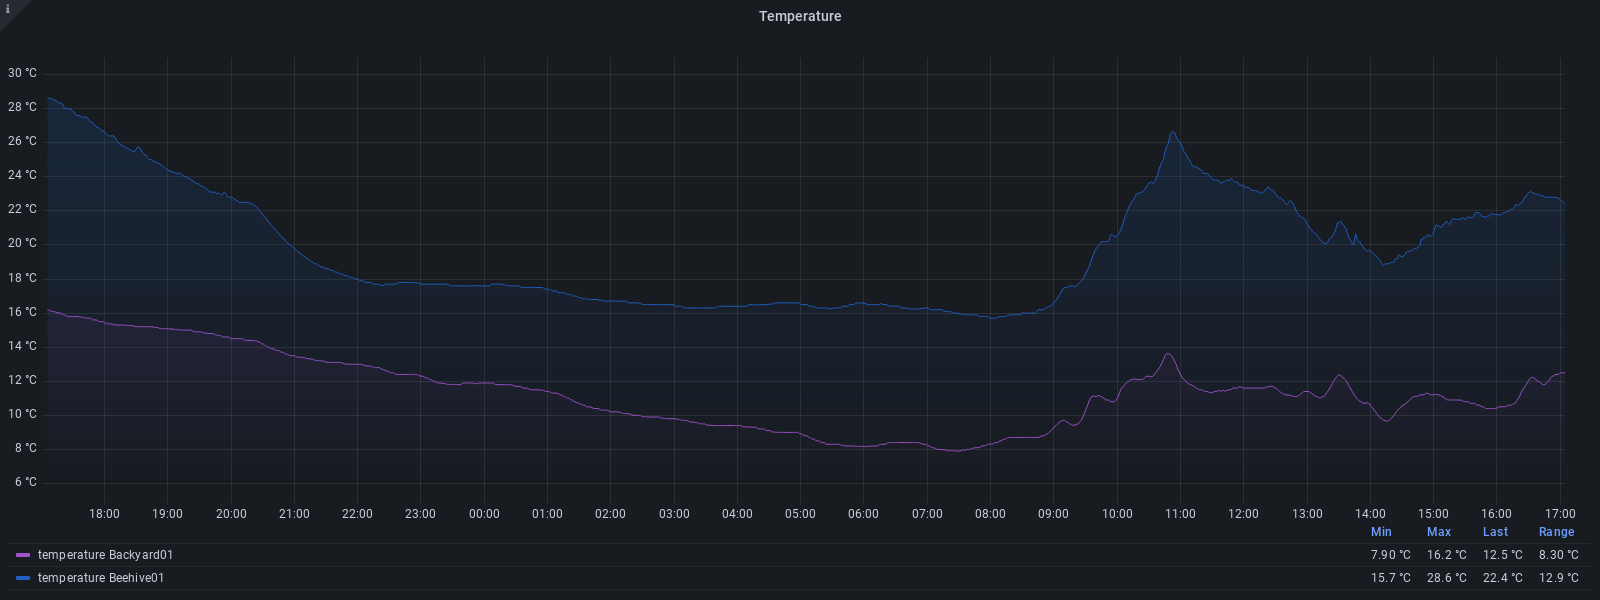 i
Temperature
30 °C
28 °C
26 °C
24 °C
22 °C
20 °C
18 °C
16 °C
14 °C
12 °C
10 °C
8 °C
6 °C
18:00 19:00 20:00 21:00 22:00 23:00 00:00 01:00 02:00 03:00 04:00 05:00 06:00 07:00 08:00 09:00 10:00 11:00 12:00 13:00 14:00 15:00 16:00 17:00
Min Max Last Range
temperature Backyard01 7.90 °C 16.2 °C 12.5 °C 8.30 °C
temperature Beehive01 15.7 °C 28.6 °C 22.4 °C 12.9 °C